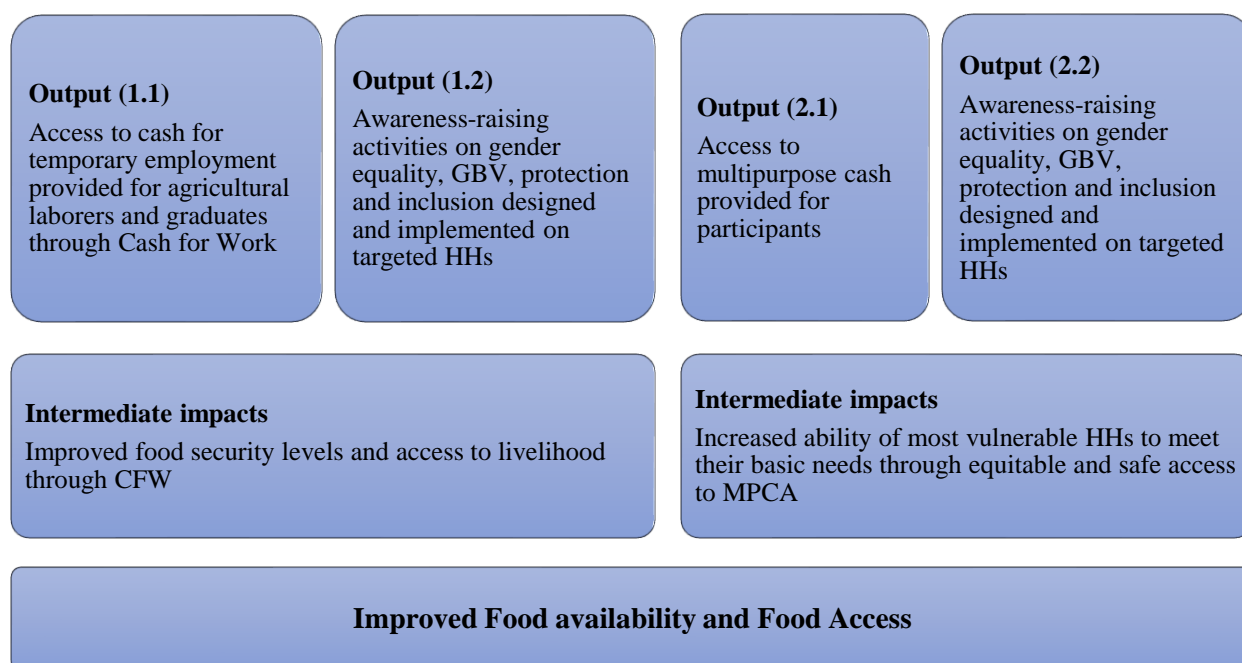 Output (1.1)
Access to cash for
temporary employment
provided for agricultural
laborers and graduates
through Cash for Work
Output (1.2)
Awareness-raising
activities on gender
equality, GBV, protection
and inclusion designed
and implemented on
targeted HHs
Output (2.1)
Access to
multipurpose cash
provided for
participants
Output (2.2)
Awareness-raising
activities on gender
equality, GBV,
protection and inclusion
designed and
implemented on targeted
HHs
Intermediate impacts
Improved food security levels and access to livelihood
through CFW
Intermediate impacts
Increased ability of most vulnerable HHs to meet
their basic needs through equitable and safe access
to MPCA
Improved Food availability and Food Access